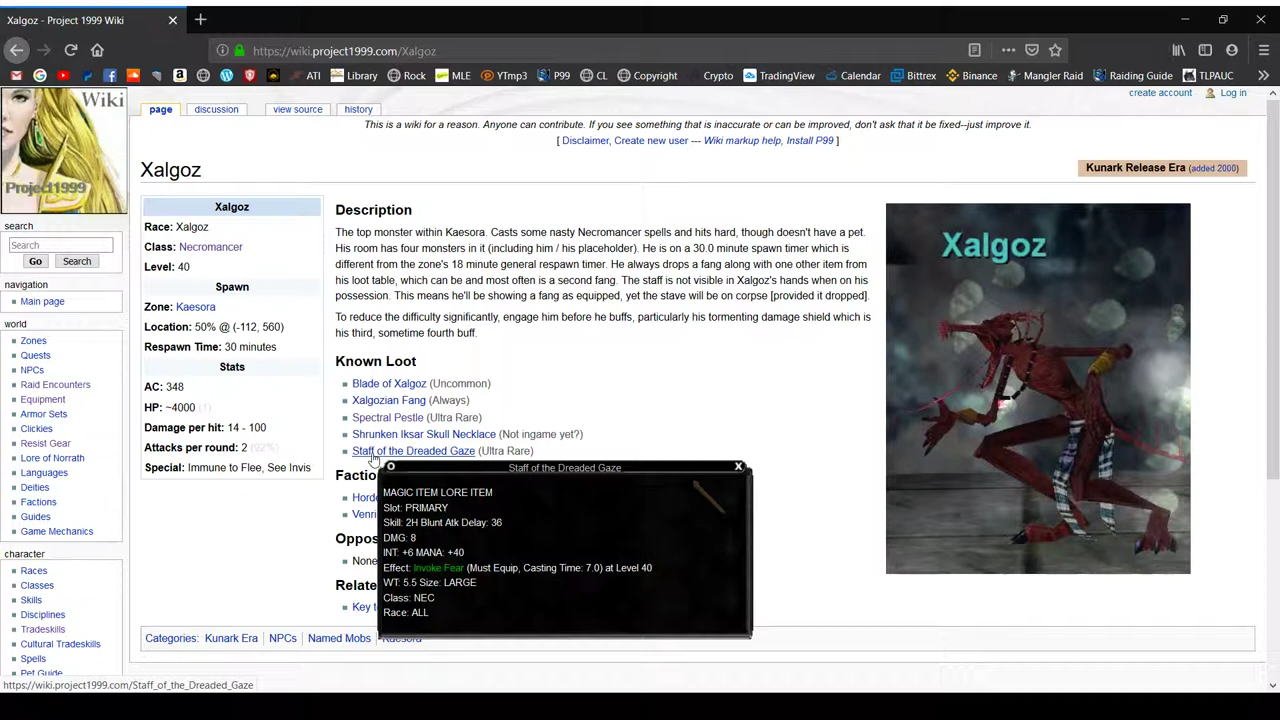 Xalgoz - Project 1999 Wiki
https://wiki.project1999.com/Xalgoz
ATI Library Rock MLE YTmp3 P99 CL Copyright Crypto TradingView Calendar Bittrex Binance Mangler Raid Raiding Guide TLPAUC
create account Log in
Wiki
Project1999
page discussion view source history
This is a wiki for a reason. Anyone can contribute. If you see something that is inaccurate or can be improved, don't ask that it be fixed--just improve it.
[ Disclaimer, Create new user --- Wiki markup help, Install P99 ]
Xalgoz
Kunark Release Era (added 2000)
search
Search
Go Search
navigation
Main page
world
Zones
Quests
NPCs
Raid Encounters
Equipment
Armor Sets
Clickies
Resist Gear
Lore of Norrath
Languages
Deities
Factions
Guides
Game Mechanics
character
Races
Classes
Skills
Disciplines
Tradeskills
Cultural Tradeskills
Spells
Pet Guide
Xalgoz
Race: Xalgoz
Class: Necromancer
Level: 40
Spawn
Zone: Kaesora
Location: 50% @ (-112, 560)
Respawn Time: 30 minutes
Stats
AC: 348
HP: ~4000 (1)
Damage per hit: 14 - 100
Attacks per round: 2 (92%)
Special: Immune to Flee, See Invis
Description
The top monster within Kaesora. Casts some nasty Necromancer spells and hits hard, though doesn't have a pet.
His room has four monsters in it (including him / his placeholder). He is on a 30.0 minute spawn timer which is
different from the zone's 18 minute general respawn timer. He always drops a fang along with one other item from
his loot table, which can be and most often is a second fang. The staff is not visible in Xalgoz's hands when on his
possession. This means he'll be showing a fang as equipped, yet the stave will be on corpse [provided it dropped].
To reduce the difficulty significantly, engage him before he buffs, particularly his tormenting damage shield which is
his third, sometime fourth buff.
Known Loot
Blade of Xalgoz (Uncommon)
Xalgozian Fang (Always)
Spectral Pestle (Ultra Rare)
Shrunken Iksar Skull Necklace (Not ingame yet?)
Staff of the Dreaded Gaze (Ultra Rare)
Factio
Horde
Venri
Oppos
None
Relate
Key t
Staff of the Dreaded Gaze
MAGIC ITEM LORE ITEM
Slot: PRIMARY
Skill: 2H Blunt Atk Delay: 36
DMG: 8
INT: +6 MANA: +40
Effect: Invoke Fear (Must Equip, Casting Time: 7.0) at Level 40
WT: 5.5 Size: LARGE
Class: NEC
Race: ALL
Xalgoz
Categories: Kunark Era NPCs Named Mobs Kaesora
https://wiki.project1999.com/Staff_of_the_Dreaded_Gaze